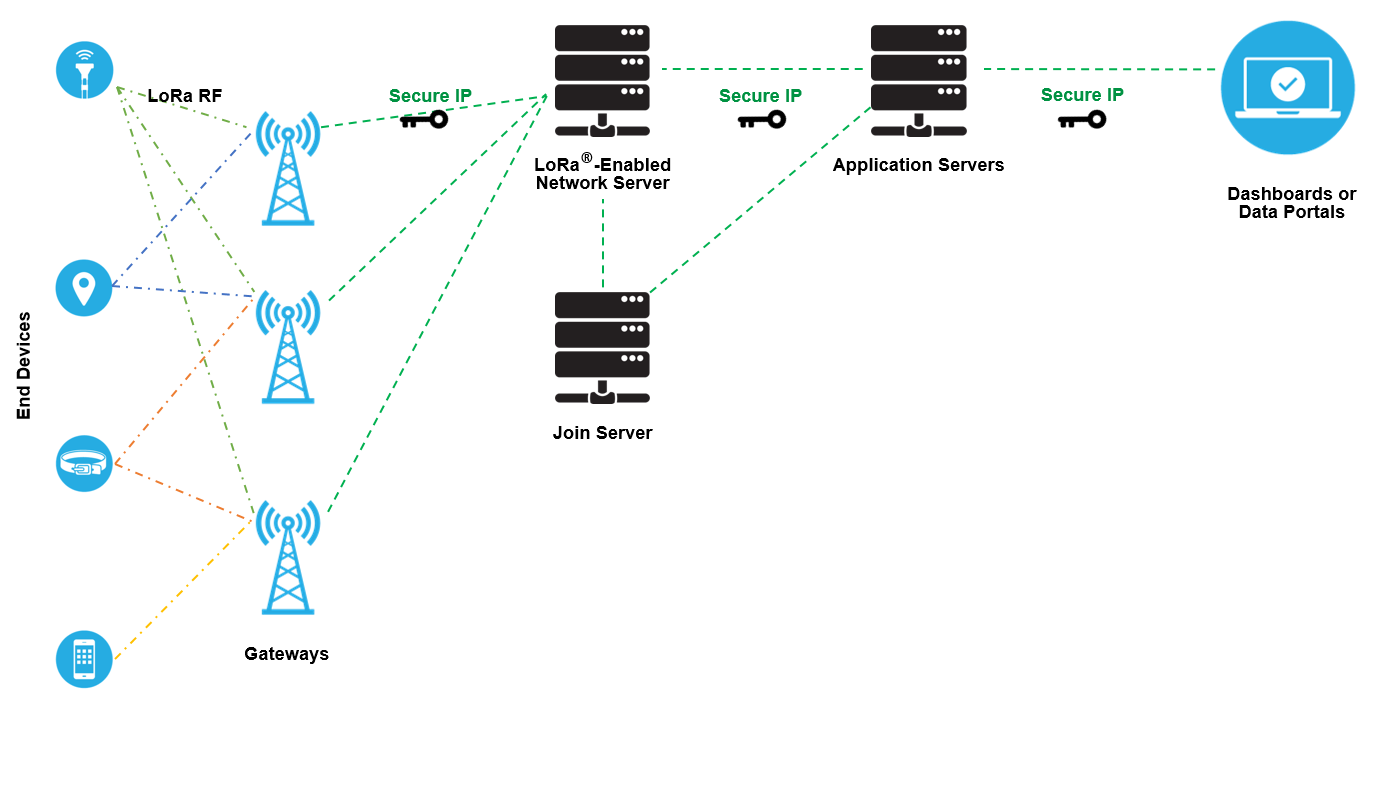 LoRa RF
Secure IP
Secure IP
Secure IP
LoRa®-Enabled
Network Server
Application Servers
Dashboards or
Data Portals
End Devices
Join Server
Gateways